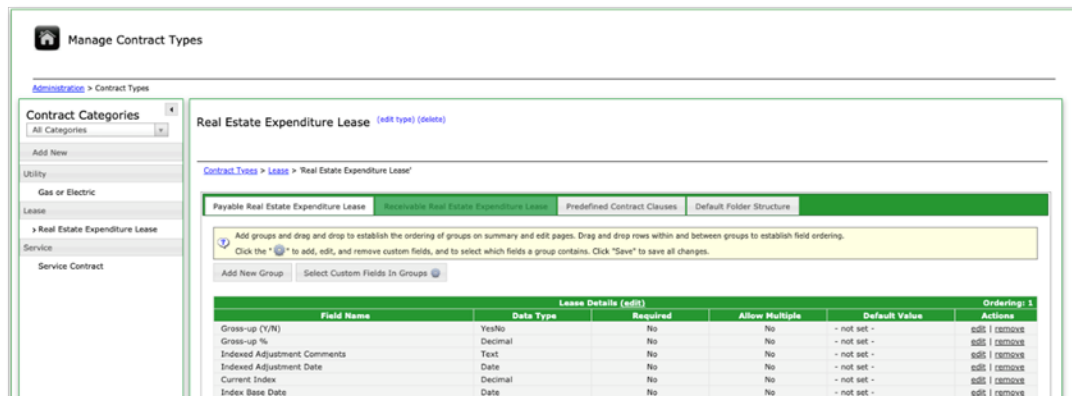 Manage Contract Types
Administration > Contract Types
Contract Categories
All Categories
Add New
Utility
Gas or Electric
Lease
> Real Estate Expenditure Lease
Service
Service Contract
Real Estate Expenditure Lease (edit type) (delete)
Contract Types > Lease > 'Real Estate Expenditure Lease'
Payable Real Estate Expenditure Lease Receivable Real Estate Expenditure Lease Predefined Contract Clauses Default Folder Structure
Add groups and drag and drop to establish the ordering of groups on summary and edit pages. Drag and drop rows within and between groups to establish field ordering.
Click the " " to add, edit, and remove custom fields, and to select which fields a group contains. Click "Save" to save all changes.
Add New Group Select Custom Fields In Groups
Lease Details (edit) Ordering: 1
Field Name Data Type Required Allow Multiple Default Value Actions
Gross-up (Y/N) YesNo No No - not set - edit | remove
Gross-up % Decimal No No - not set - edit | remove
Indexed Adjustment Comments Text No No - not set - edit | remove
Indexed Adjustment Date Date No No - not set - edit | remove
Current Index Decimal No No - not set - edit | remove
Index Base Date Date No No - not set - edit | remove